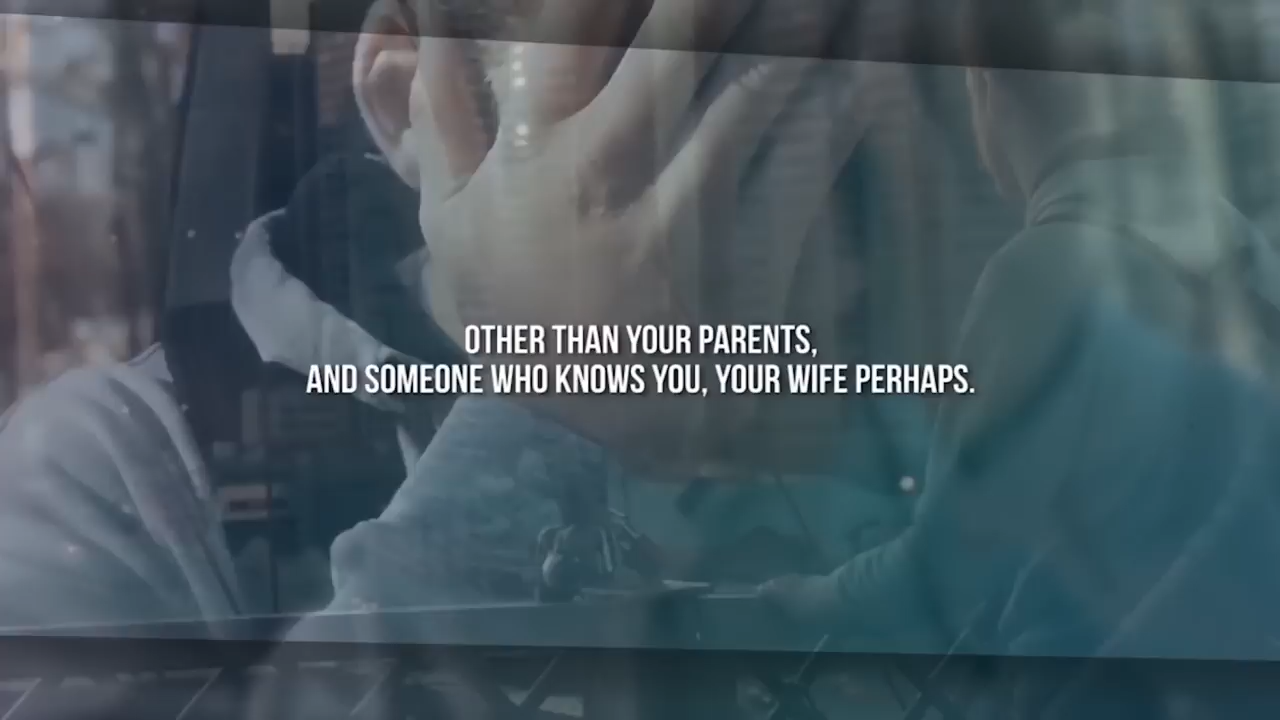 OTHER THAN YOUR PARENTS,
AND SOMEONE WHO KNOWS YOU, YOUR WIFE PERHAPS.